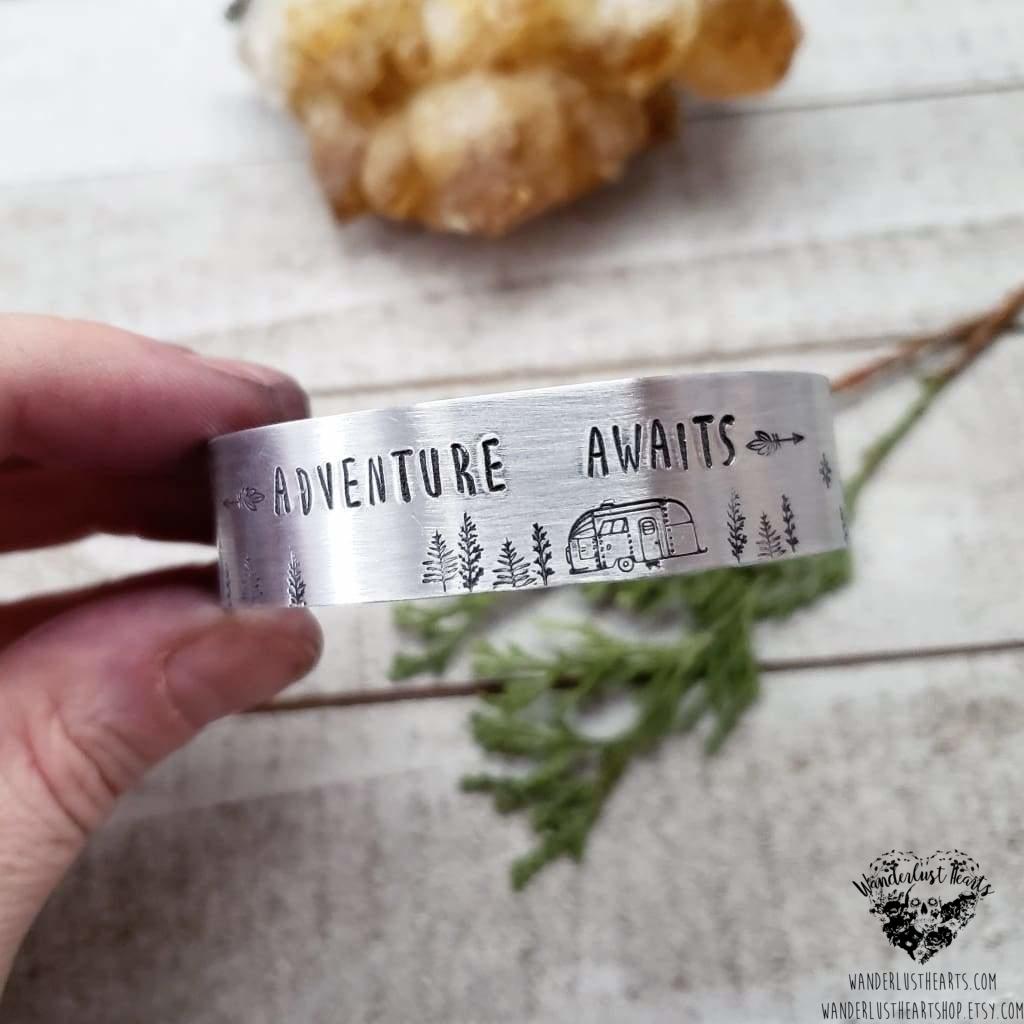 ADVENTURE AWAITS
Wanderlust Hearts
WANDERLUSTHEARTS.COM
WANDERLUSTHEARTSHOP.ETSY.COM